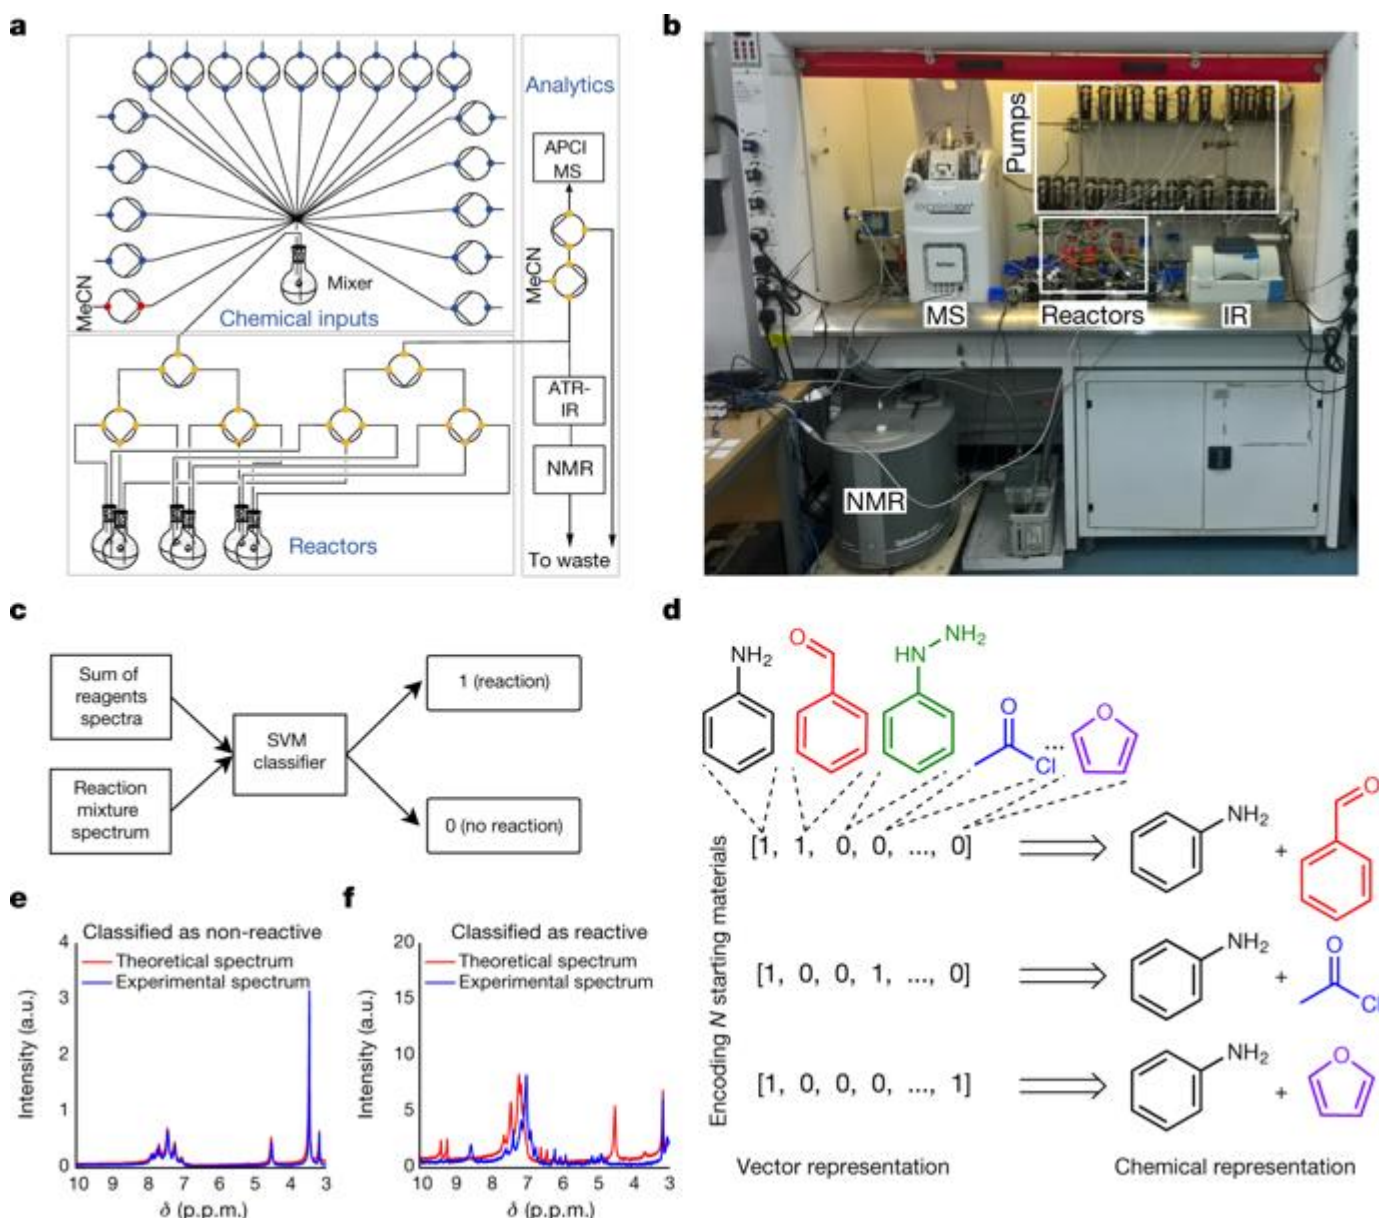 a
Analytics
APCI
MS
MeCN
MeCN
Mixer
Chemical inputs
ATR-
IR
NMR
Reactors
To waste
b
Pumps
MS
Reactors
IR
NMR
c
Sum of
reagents
spectra
Reaction
mixture
spectrum
SVM
classifier
1 (reaction)
0 (no reaction)
d
NH2
O
HN
NH2
O
Cl
...
O
Encoding N starting materials
[1, 1, 0, 0, ..., 0]
NH2
+
O
[1, 0, 0, 1, ..., 0]
NH2
+
O
Cl
[1, 0, 0, 0, ..., 1]
NH2
+
O
Vector representation
Chemical representation
e
Classified as non-reactive
Theoretical spectrum
Experimental spectrum
Intensity (a.u.)
4
3
2
1
0
10 9 8 7 6 5 4 3
δ (p.p.m.)
f
Classified as reactive
Theoretical spectrum
Experimental spectrum
Intensity (a.u.)
20
15
10
5
0
10 9 8 7 6 5 4 3
δ (p.p.m.)